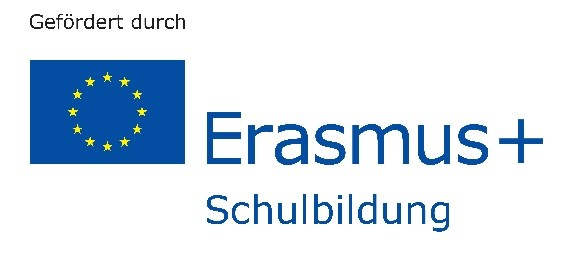 Gefördert durch
Erasmus+
Schulbildung